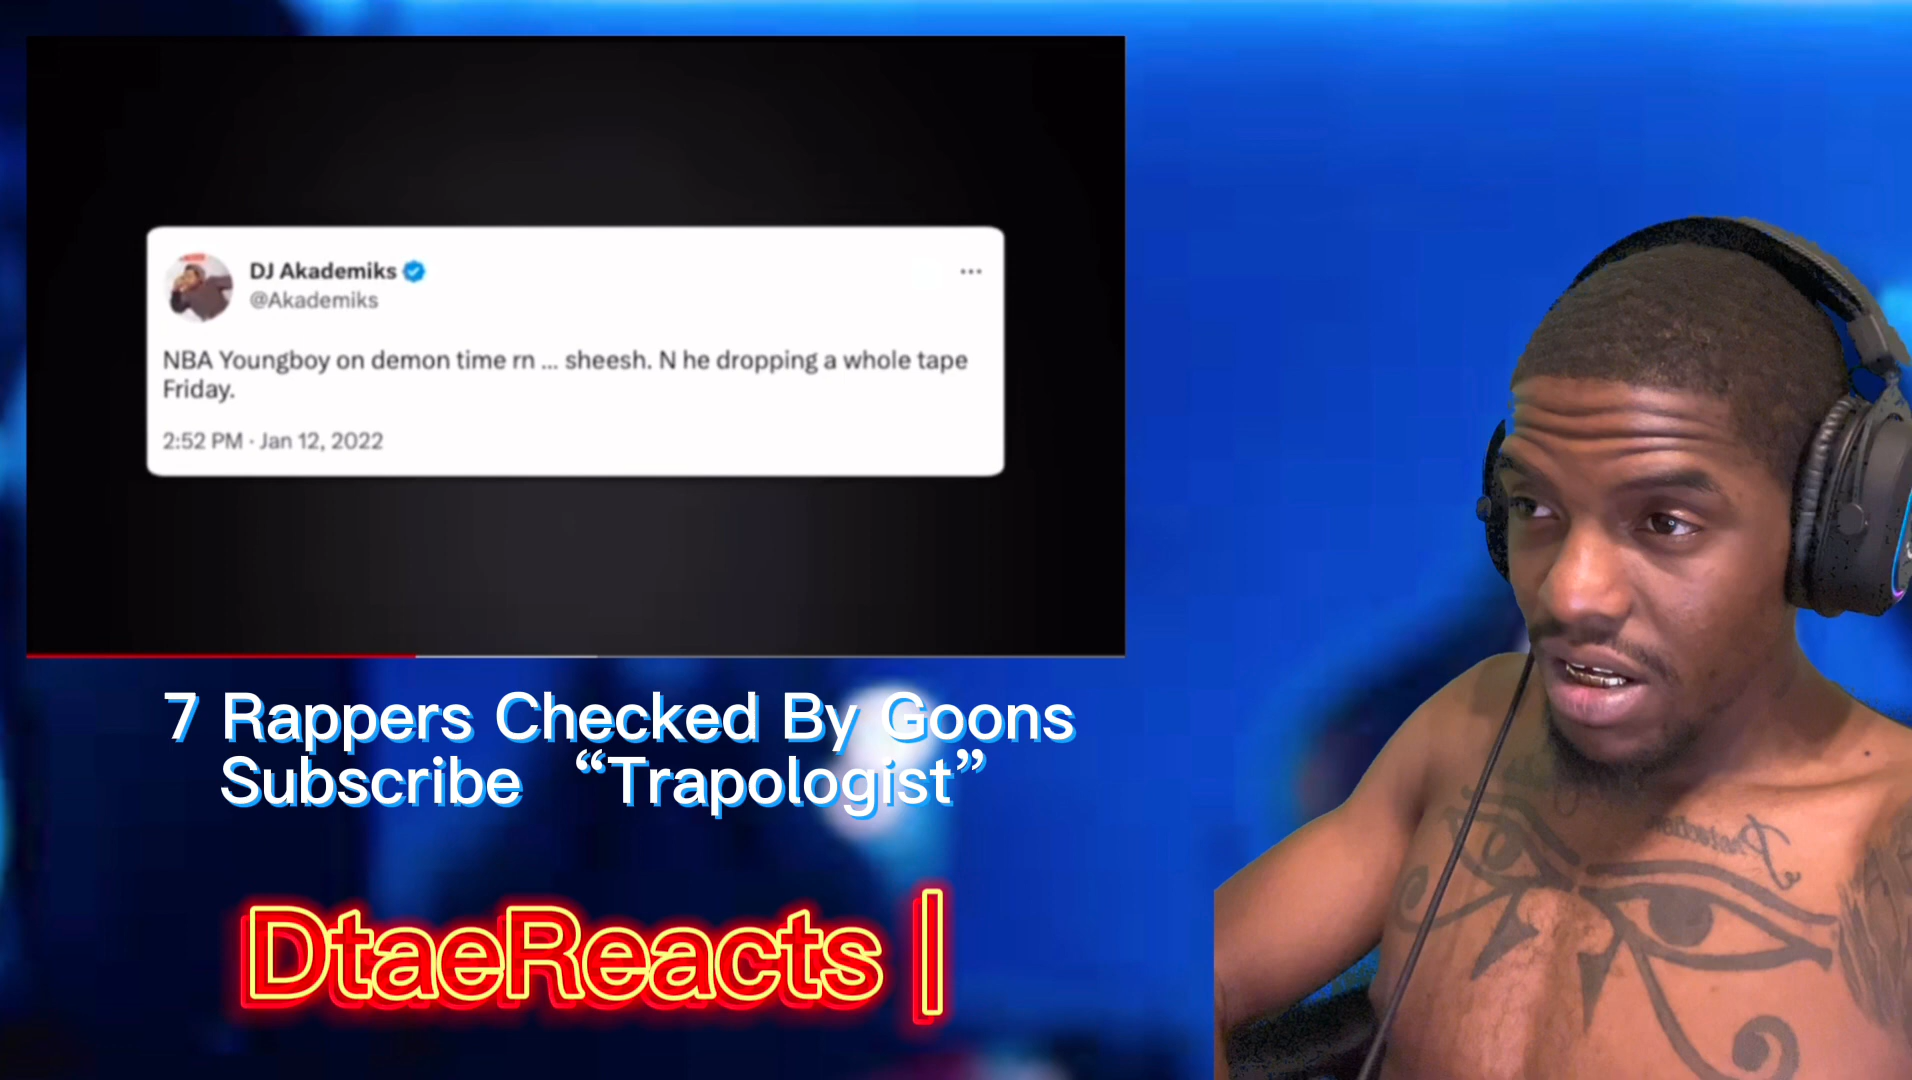 DJ Akademiks
@Akademiks
NBA Youngboy on demon time rn ... sheesh. N he dropping a whole tape
Friday.
2:52 PM · Jan 12, 2022
7 Rappers Checked By Goons
Subscribe “Trapologist”
DtaeReacts |
Protection